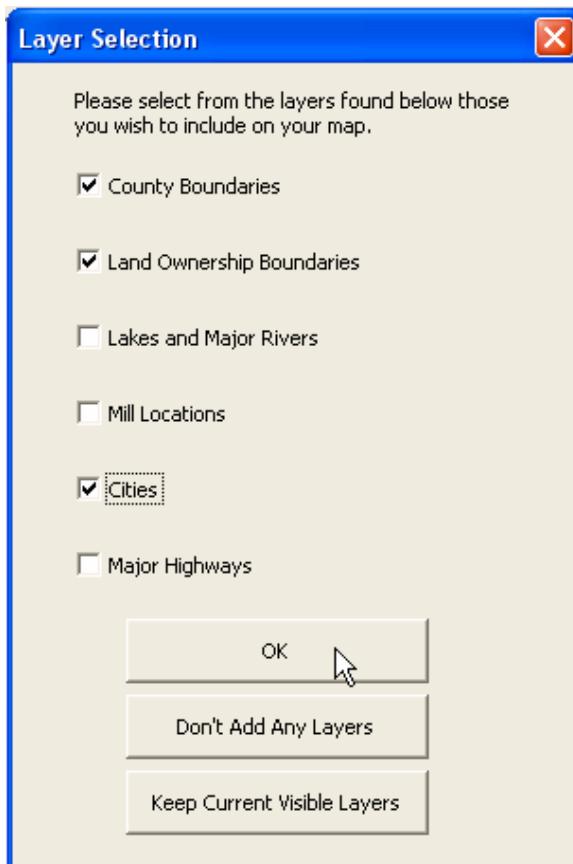 Layer Selection
Please select from the layers found below those
you wish to include on your map.
County Boundaries
Land Ownership Boundaries
Lakes and Major Rivers
Mill Locations
Cities
Major Highways
OK
Don't Add Any Layers
Keep Current Visible Layers